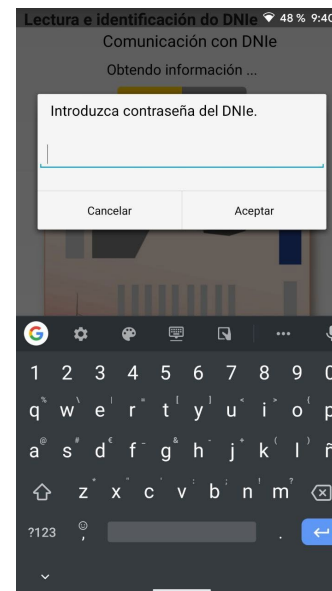 Lectura e identificación do DNIe 48 % 9:40
Comunicación con DNIe
Obtendo información ...
Introduzca contraseña del DNIe.
Cancelar Aceptar
G
1 2 3 4 5 6 7 8 9 0
q w e r t y u i o p
a s d f g h j k l ñ
z x c v b n m
?123 , .